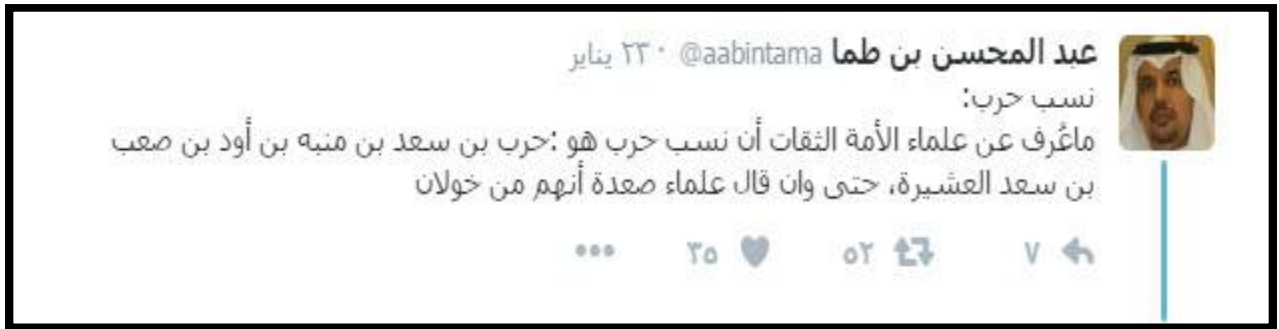 عبد المحسن بن طما @aabintama · ٢٣ يناير
نسب حرب:
ماعُرف عن علماء الأمة الثقات أن نسب حرب هو :حرب بن سعد بن منبه بن أود بن صعب
بن سعد العشيرة، حتى وان قال علماء صعدة أنهم من خولان
٧ ٥٢ ٣٥